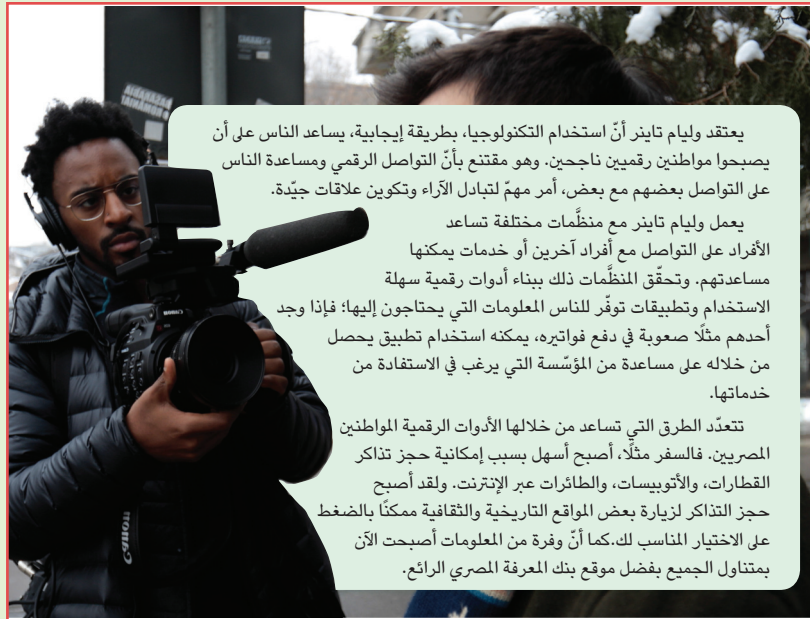 يعتقد وليام تاينر أنّ استخدام التكنولوجيا، بطريقة إيجابية، يساعد الناس على أن
يصبحوا مواطنين رقميين ناجحين. وهو مقتنع بأنّ التواصل الرقمي ومساعدة الناس
على التواصل بعضهم مع بعض، أمر مهمّ لتبادل الآراء وتكوين علاقات جيّدة.
يعمل وليام تاينر مع منظَّمات مختلفة تساعد
الأفراد على التواصل مع أفراد آخرين أو خدمات يمكنها
مساعدتهم. وتحقّق المنظَّمات ذلك ببناء أدوات رقمية سهلة
الاستخدام وتطبيقات توفّر للناس المعلومات التي يحتاجون إليها؛ فإذا وجد
أحدهم مثلًا صعوبة في دفع فواتيره، يمكنه استخدام تطبيق يحصل
من خلاله على مساعدة من المؤسّسة التي يرغب في الاستفادة من
خدماتها.
تتعدّد الطرق التي تساعد من خلالها الأدوات الرقمية المواطنين
المصريين. فالسفر مثلًا، أصبح أسهل بسبب إمكانية حجز تذاكر
القطارات، والأتوبيسات، والطائرات عبر الإنترنت. ولقد أصبح
حجز التذاكر لزيارة بعض المواقع التاريخية والثقافية ممكنًا بالضغط
على الاختيار المناسب لك.كما أنّ وفرة من المعلومات أصبحت الآن
بمتناول الجميع بفضل موقع بنك المعرفة المصري الرائع.
Canon